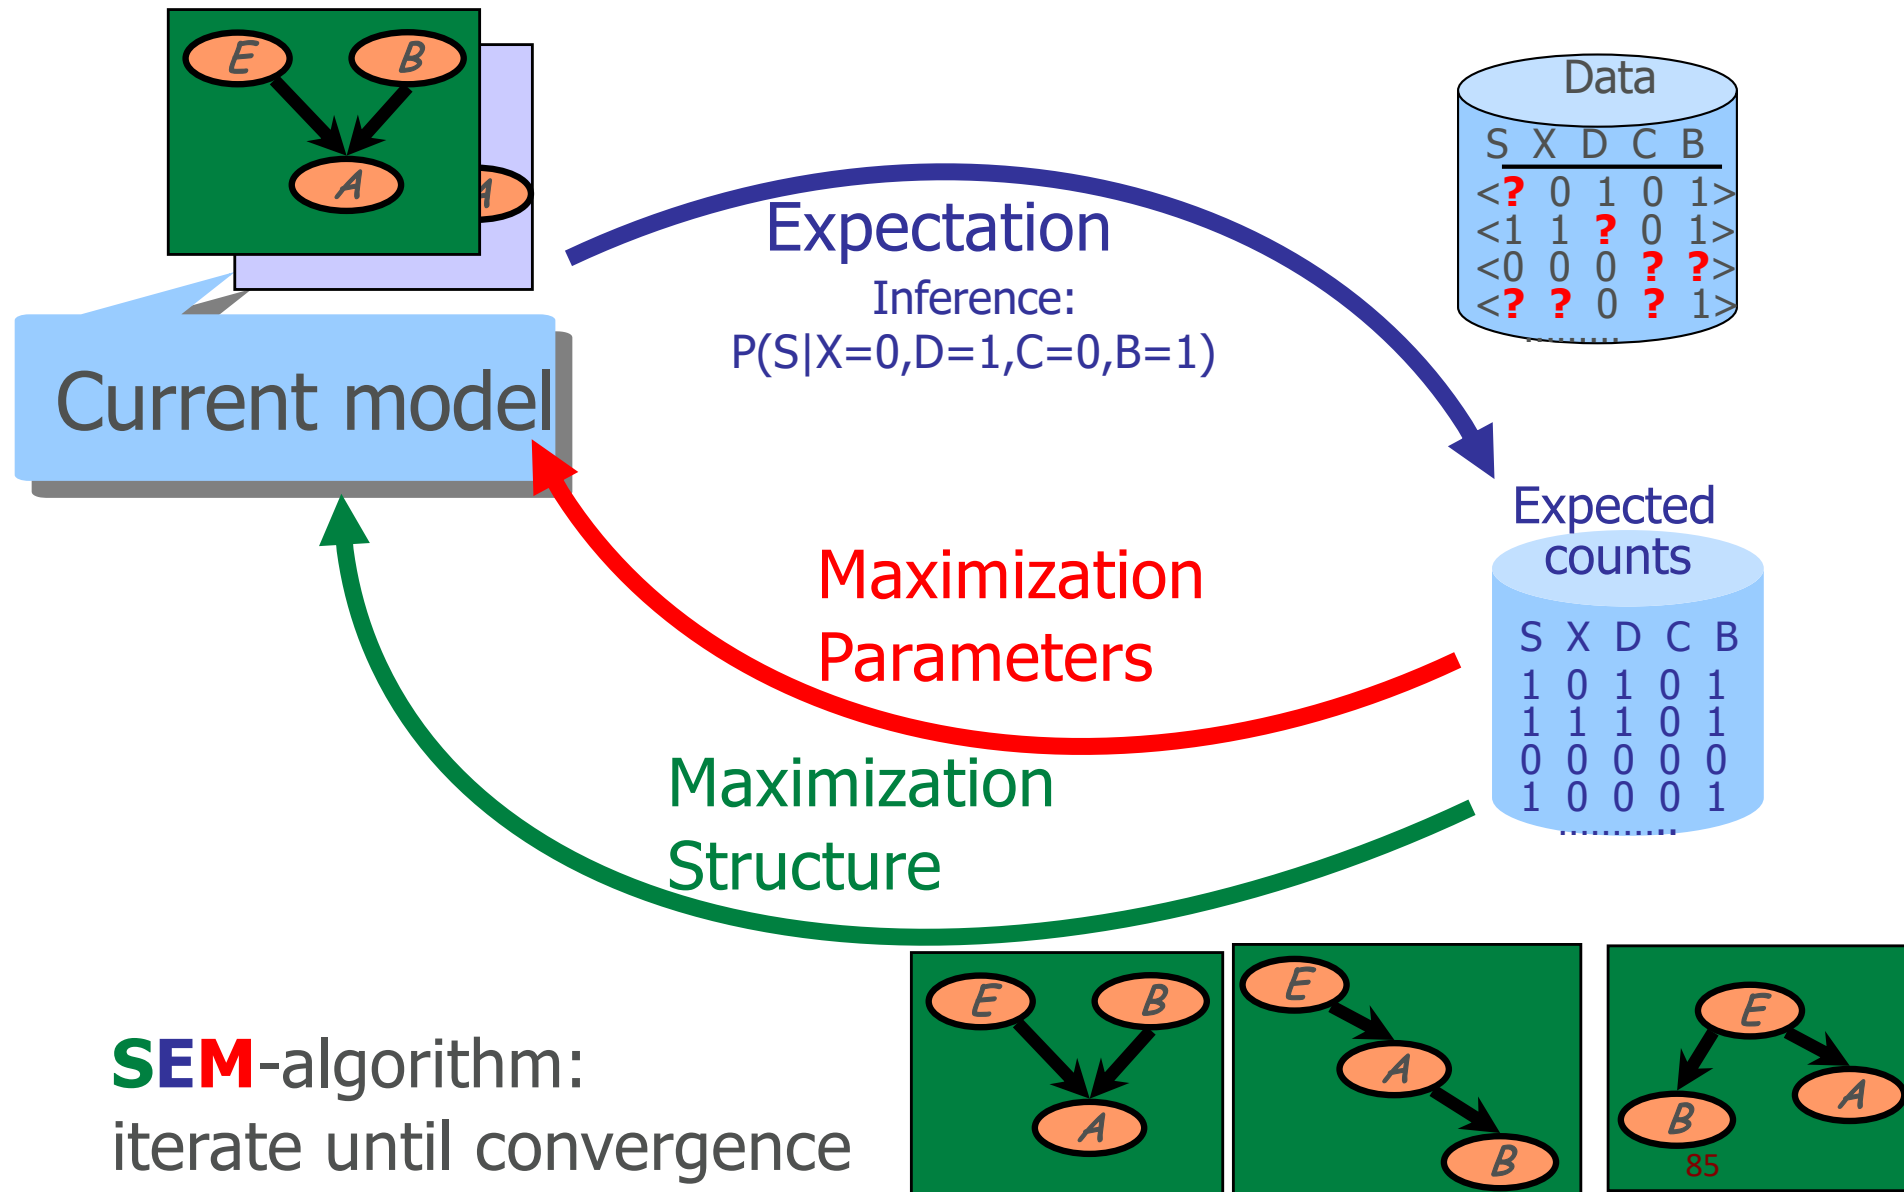 E B
A
A
Current model
Expectation
Inference:
P(S|X=0,D=1,C=0,B=1)
Data
S X D C B
<? 0 1 0 1>
<1 1 ? 0 1>
<0 0 0 ? ?>
<? ? 0 ? 1>
..........
Maximization
Parameters
Expected
counts
S X D C B
1 0 1 0 1
1 1 1 0 1
0 0 0 0 0
1 0 0 0 1
..........
Maximization
Structure
E B
A
E
A
B
E
A
B
SEM-algorithm:
iterate until convergence
85